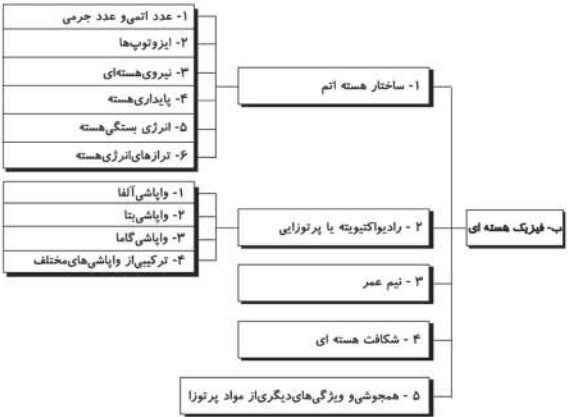 ب- فیزیک هسته ای
۱- ساختار هسته اتم
۱- عدد اتمی‌و عدد جرمی
۲- ایزوتوپ‌ها
۳- نیروی‌هسته‌ای
۴- پایداری‌هسته
۵- انرژی بستگی‌هسته
۶- ترازهای‌انرژی‌هسته
۲ - رادیواکتیویته یا پرتوزایی
۱- واپاشی‌آلفا
۲- واپاشی‌بتا
۳- واپاشی‌گاما
۴- ترکیبی‌از واپاشی‌های‌مختلف
۳ - نیم عمر
۴ - شکافت هسته ای
۵ - همجوشی‌و ویژگی‌های‌دیگری‌از مواد پرتوزا